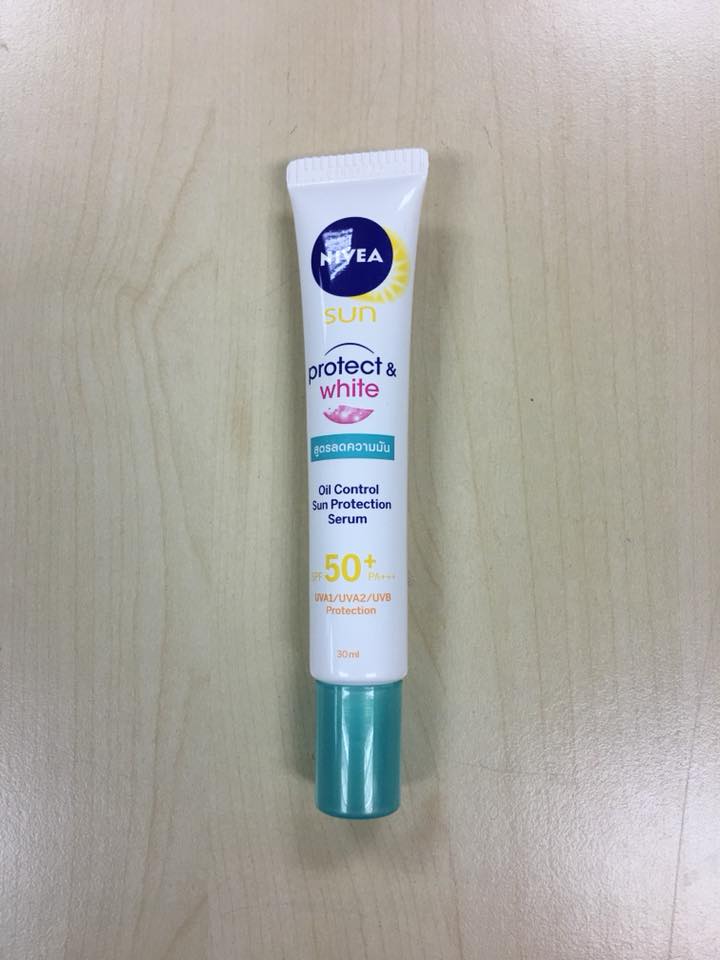 NIVEA
sun
protect &
white
สูตรลดความมัน
Oil Control
Sun Protection
Serum
SPF 50+ PA+++
UVA1/UVA2/UVB
Protection
30 ml